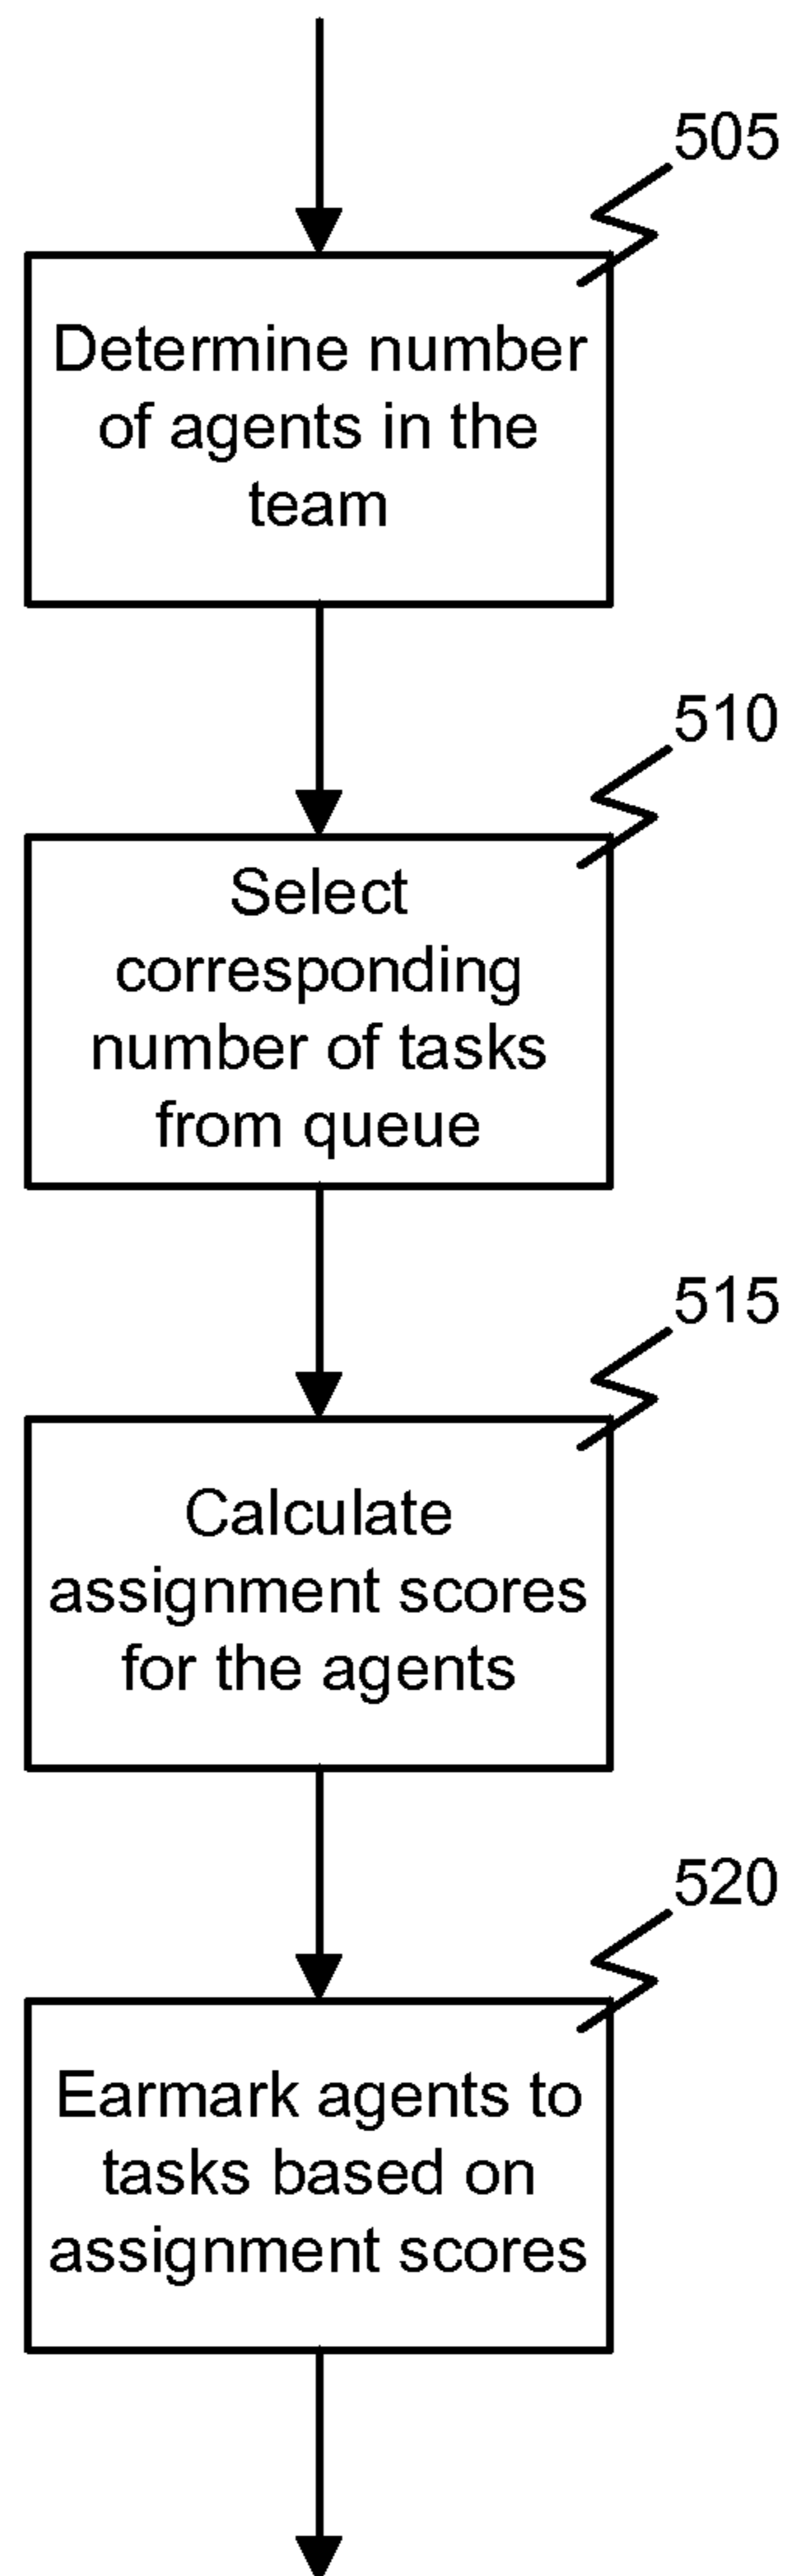 505
Determine number
of agents in the
team
510
Select
corresponding
number of tasks
from queue
515
Calculate
assignment scores
for the agents
520
Earmark agents to
tasks based on
assignment scores